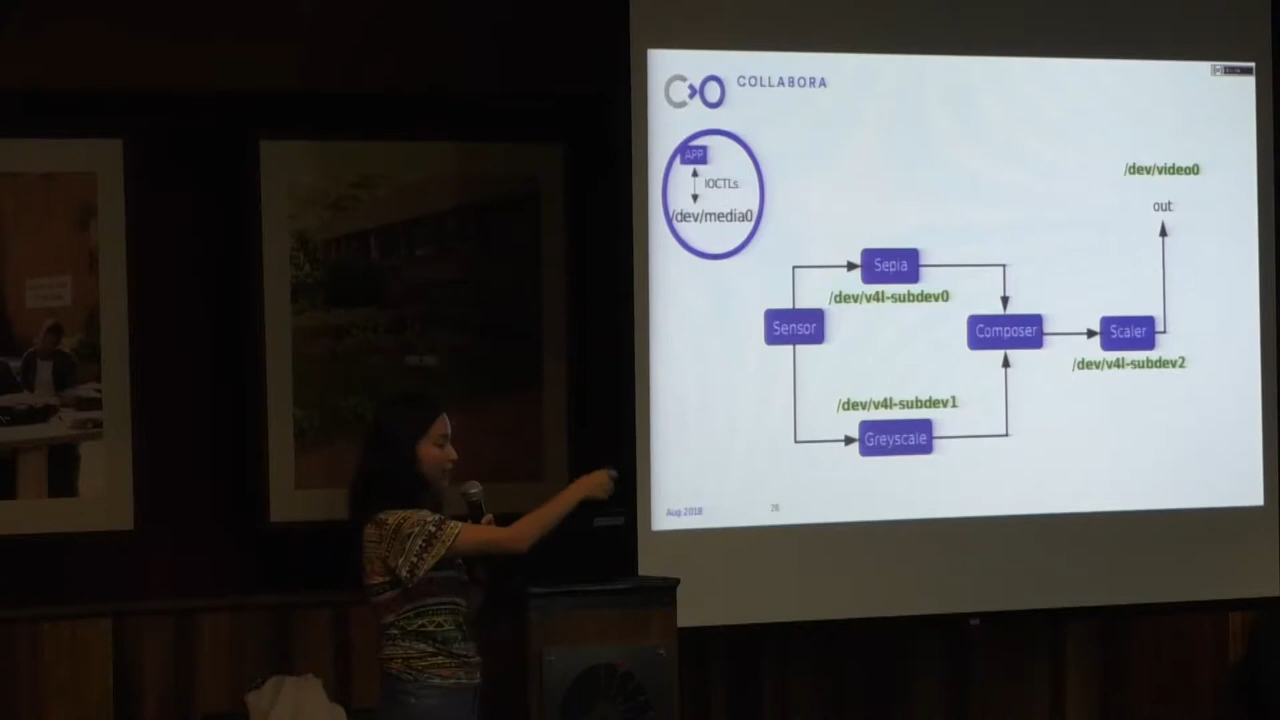 COLLABORA
APP
IOCTLs
/dev/media0
/dev/video0
out
Sepia
/dev/v4l-subdev0
Sensor
Composer
Scaler
/dev/v4l-subdev2
/dev/v4l-subdev1
Greyscale
Aug 2018
26